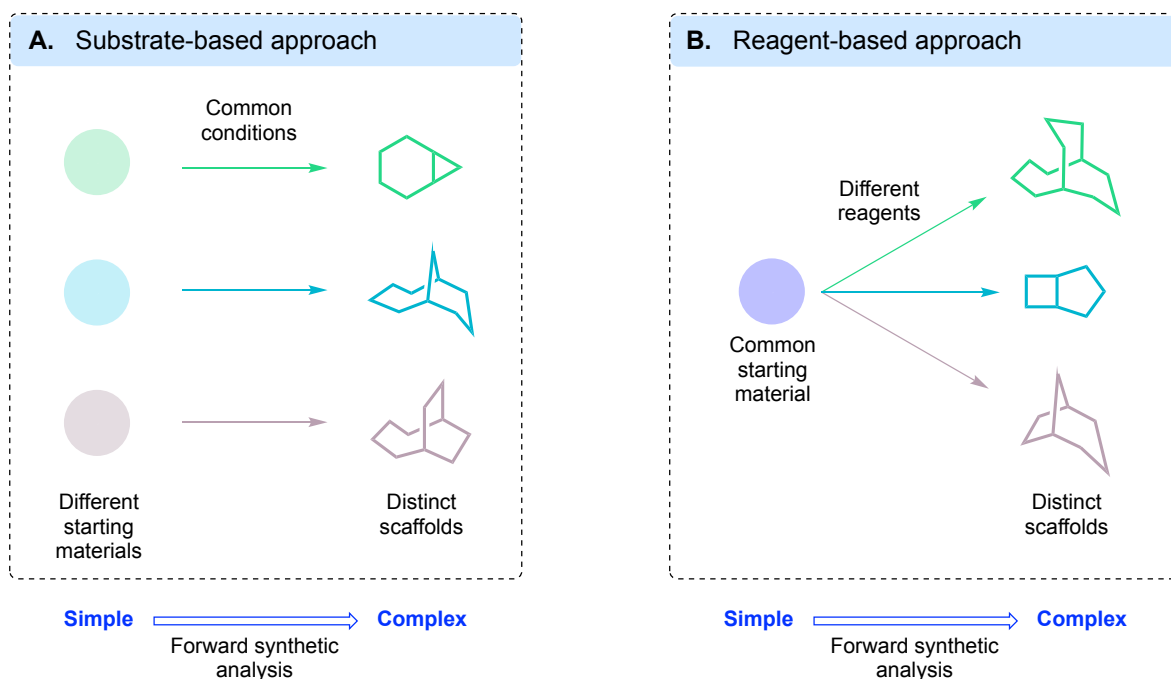 A. Substrate-based approach
Common
conditions
Different
starting
materials
Distinct
scaffolds
Simple
Complex
Forward synthetic
analysis
B. Reagent-based approach
Different
reagents
Common
starting
material
Distinct
scaffolds
Simple
Complex
Forward synthetic
analysis